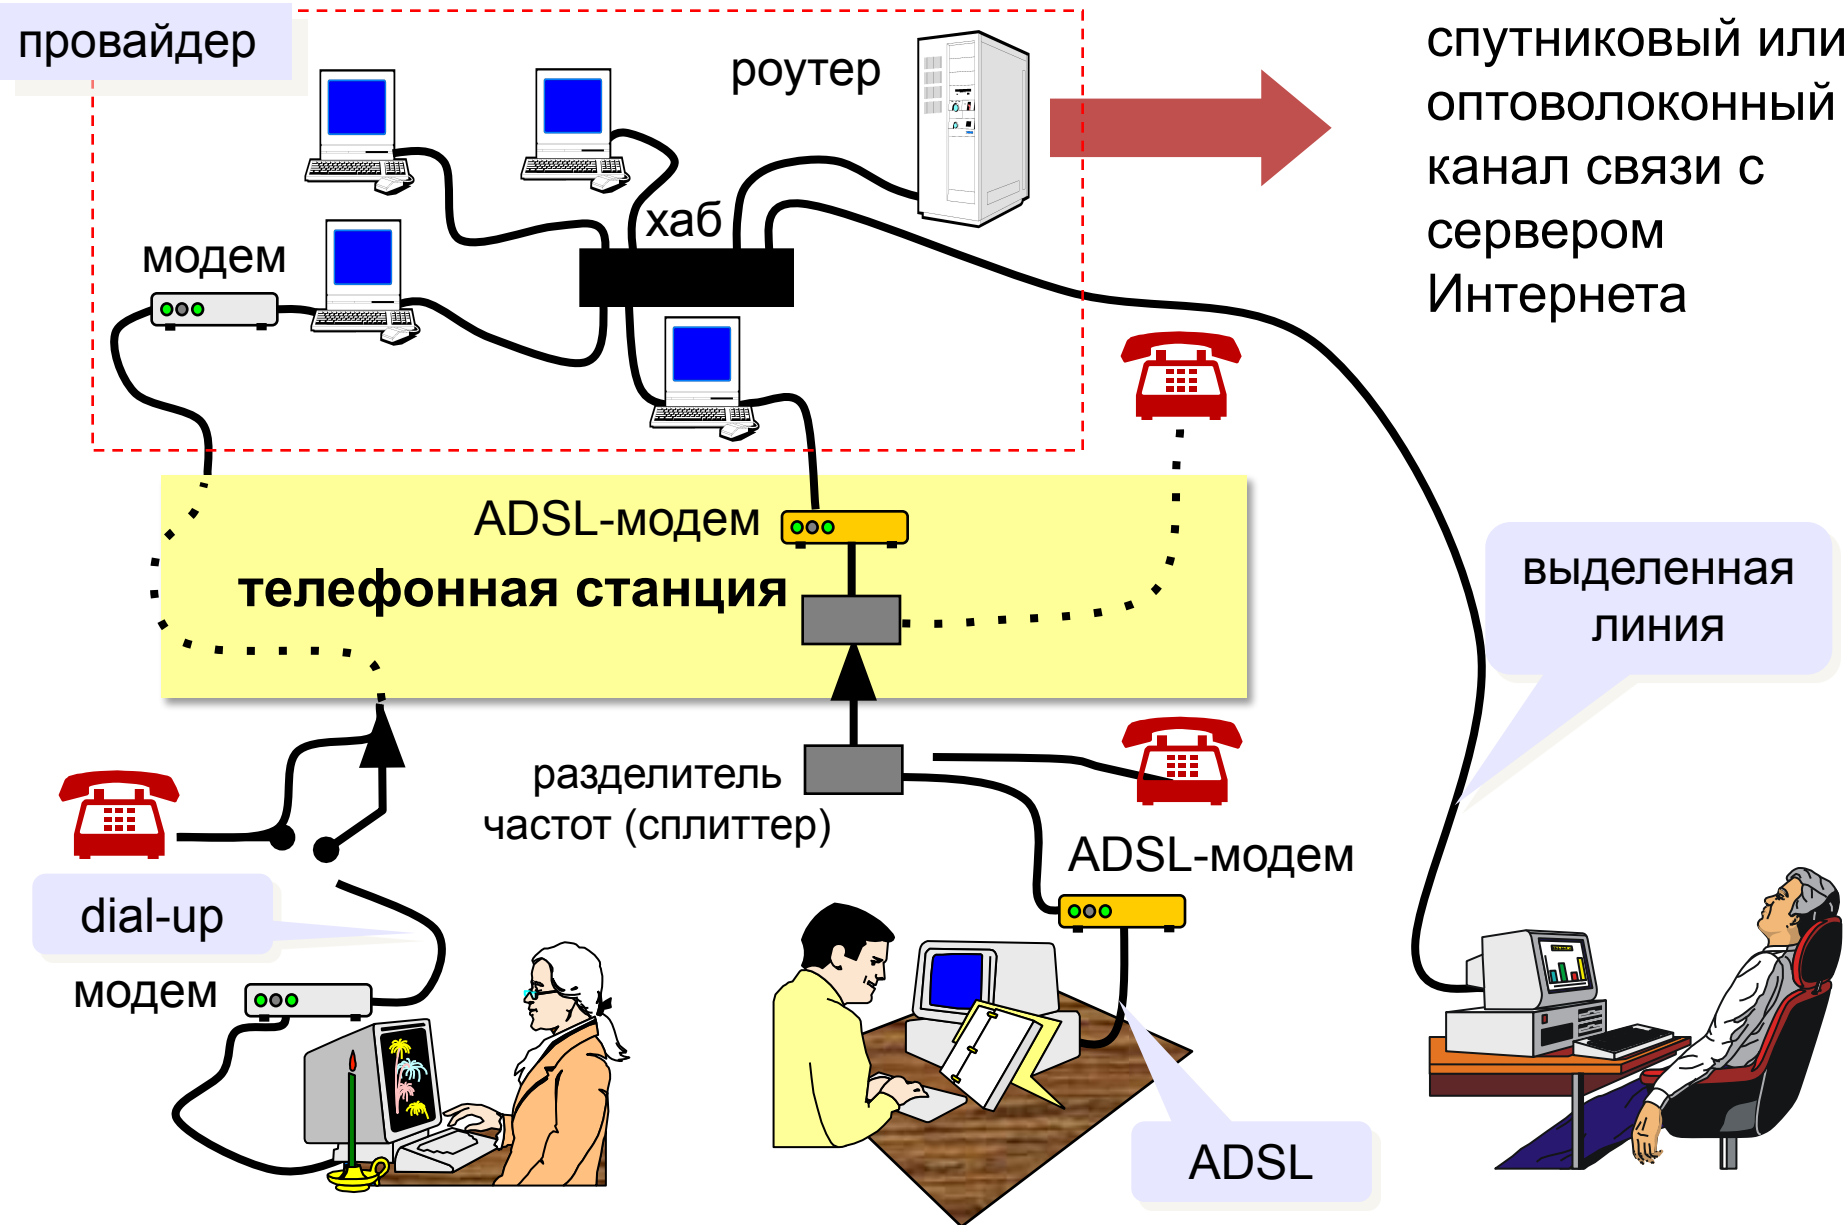 провайдер
роутер
спутниковый или
оптоволоконный
канал связи с
сервером
Интернета
хаб
модем
ADSL-модем
телефонная станция
выделенная
линия
разделитель
частот (сплиттер)
ADSL-модем
dial-up
модем
ADSL